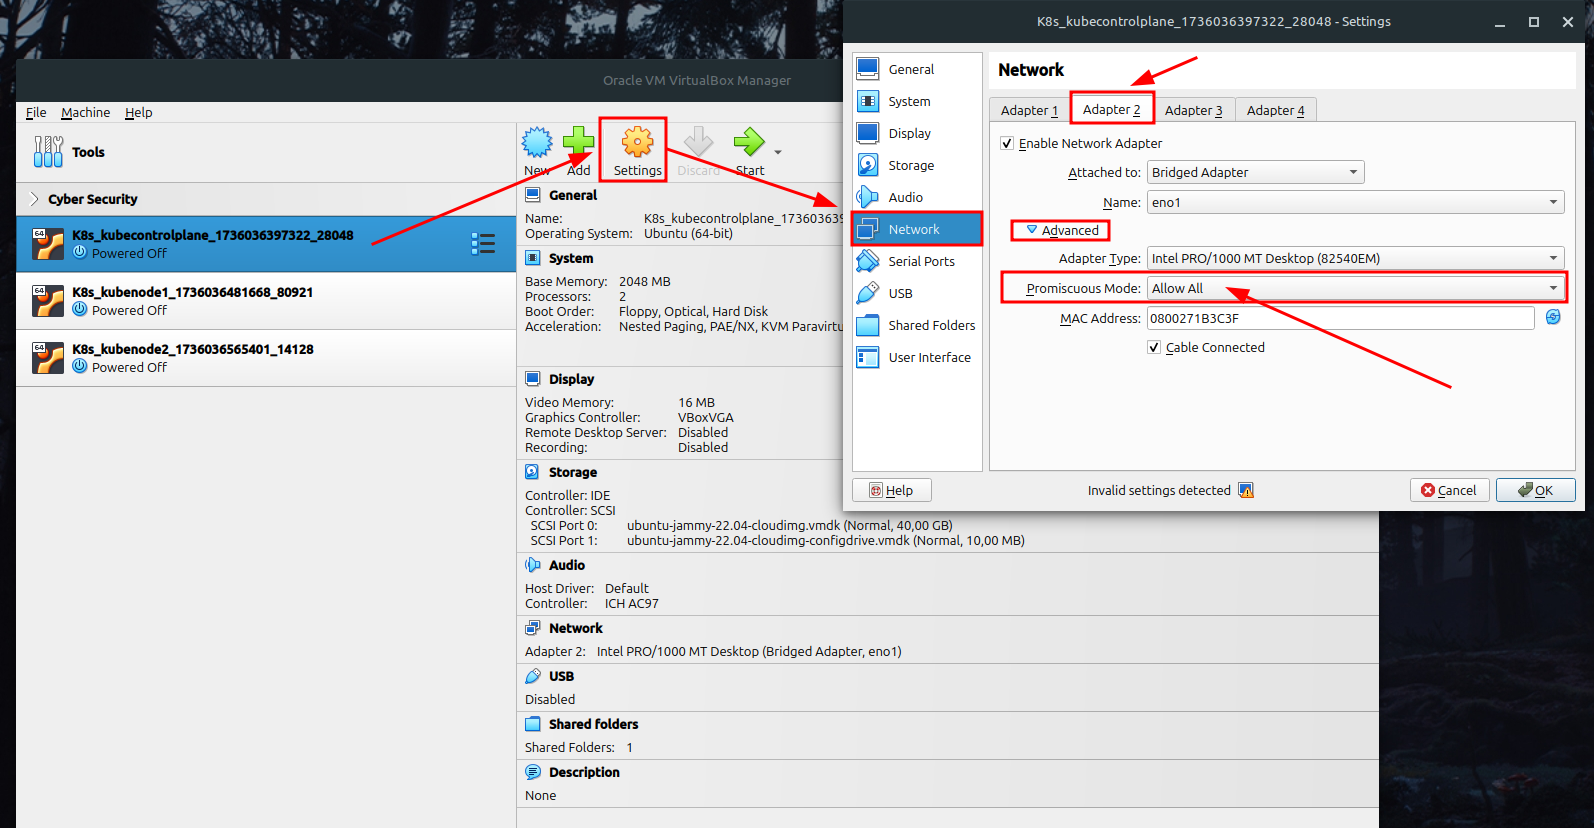 Oracle VM VirtualBox Manager
File Machine Help
Tools
New Add Settings Discard Start
Cyber Security
64
K8s_kubecontrolplane_1736036397322_28048
Powered Off
64
K8s_kubenode1_1736036481668_80921
Powered Off
64
K8s_kubenode2_1736036565401_14128
Powered Off
General
Name: K8s_kubecontrolplane_17360363
Operating System: Ubuntu (64-bit)
System
Base Memory: 2048 MB
Processors: 2
Boot Order: Floppy, Optical, Hard Disk
Acceleration: Nested Paging, PAE/NX, KVM Paravirtu
Display
Video Memory: 16 MB
Graphics Controller: VBoxVGA
Remote Desktop Server: Disabled
Recording: Disabled
Storage
Controller: IDE
Controller: SCSI
SCSI Port 0: ubuntu-jammy-22.04-cloudimg.vmdk (Normal, 40,00 GB)
SCSI Port 1: ubuntu-jammy-22.04-cloudimg-configdrive.vmdk (Normal, 10,00 MB)
Audio
Host Driver: Default
Controller: ICH AC97
Network
Adapter 2: Intel PRO/1000 MT Desktop (Bridged Adapter, eno1)
USB
Disabled
Shared folders
Shared Folders: 1
Description
None
K8s_kubecontrolplane_1736036397322_28048 - Settings
General
System
Display
Storage
Audio
Network
Serial Ports
USB
Shared Folders
User Interface
Network
Adapter 1 Adapter 2 Adapter 3 Adapter 4
Enable Network Adapter
Attached to: Bridged Adapter
Name: eno1
Advanced
Adapter Type: Intel PRO/1000 MT Desktop (82540EM)
Promiscuous Mode: Allow All
MAC Address: 0800271B3C3F
Cable Connected
Help Invalid settings detected Cancel OK